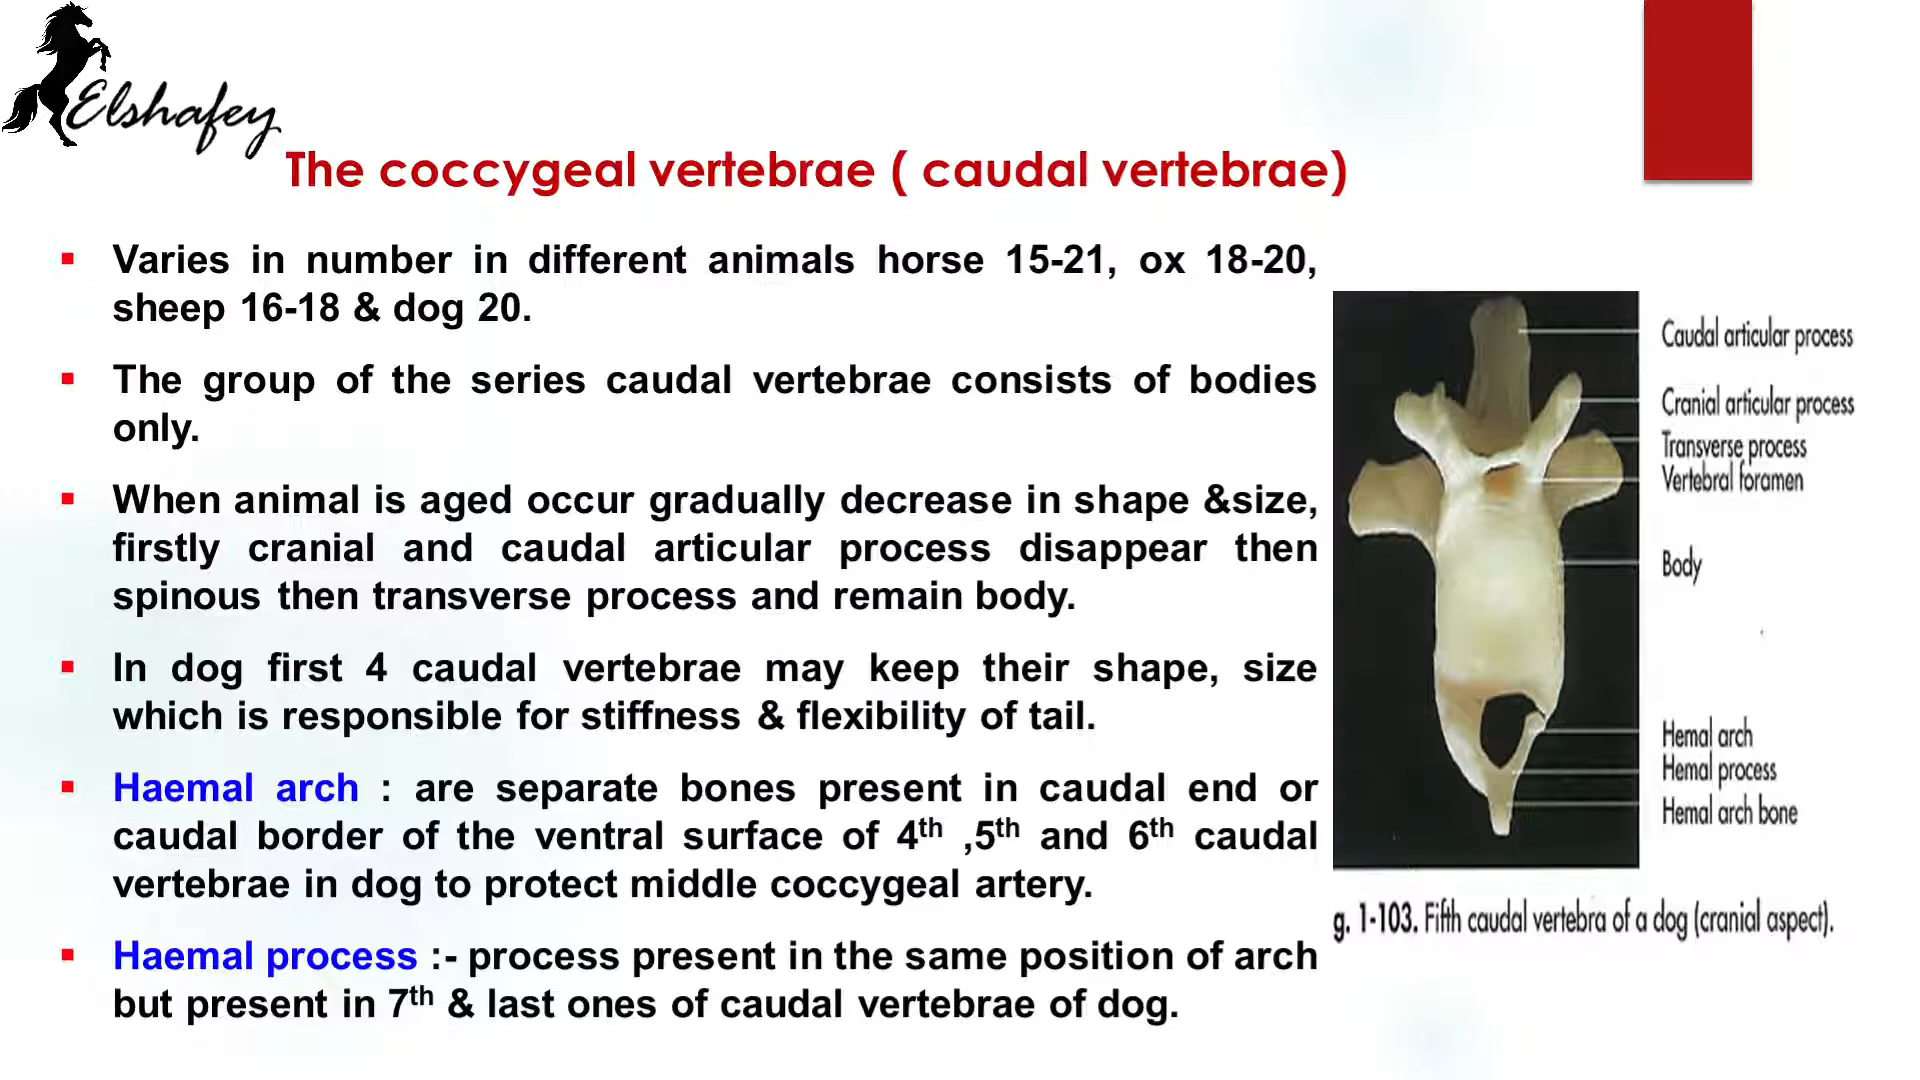 Elshafey
The coccygeal vertebrae ( caudal vertebrae)
Varies in number in different animals horse 15-21, ox 18-20,
sheep 16-18 & dog 20.
The group of the series caudal vertebrae consists of bodies
only.
When animal is aged occur gradually decrease in shape &size,
firstly cranial and caudal articular process disappear then
spinous then transverse process and remain body.
In dog first 4 caudal vertebrae may keep their shape, size
which is responsible for stiffness & flexibility of tail.
Haemal arch : are separate bones present in caudal end or
caudal border of the ventral surface of 4th ,5th and 6th caudal
vertebrae in dog to protect middle coccygeal artery.
Haemal process :- process present in the same position of arch
but present in 7th & last ones of caudal vertebrae of dog.
Caudal articular process
Cranial articular process
Transverse process
Vertebral foramen
Body
Hemal arch
Hemal process
Hemal arch bone
g. 1-103. Fifth caudal vertebra of a dog (cranial aspect).